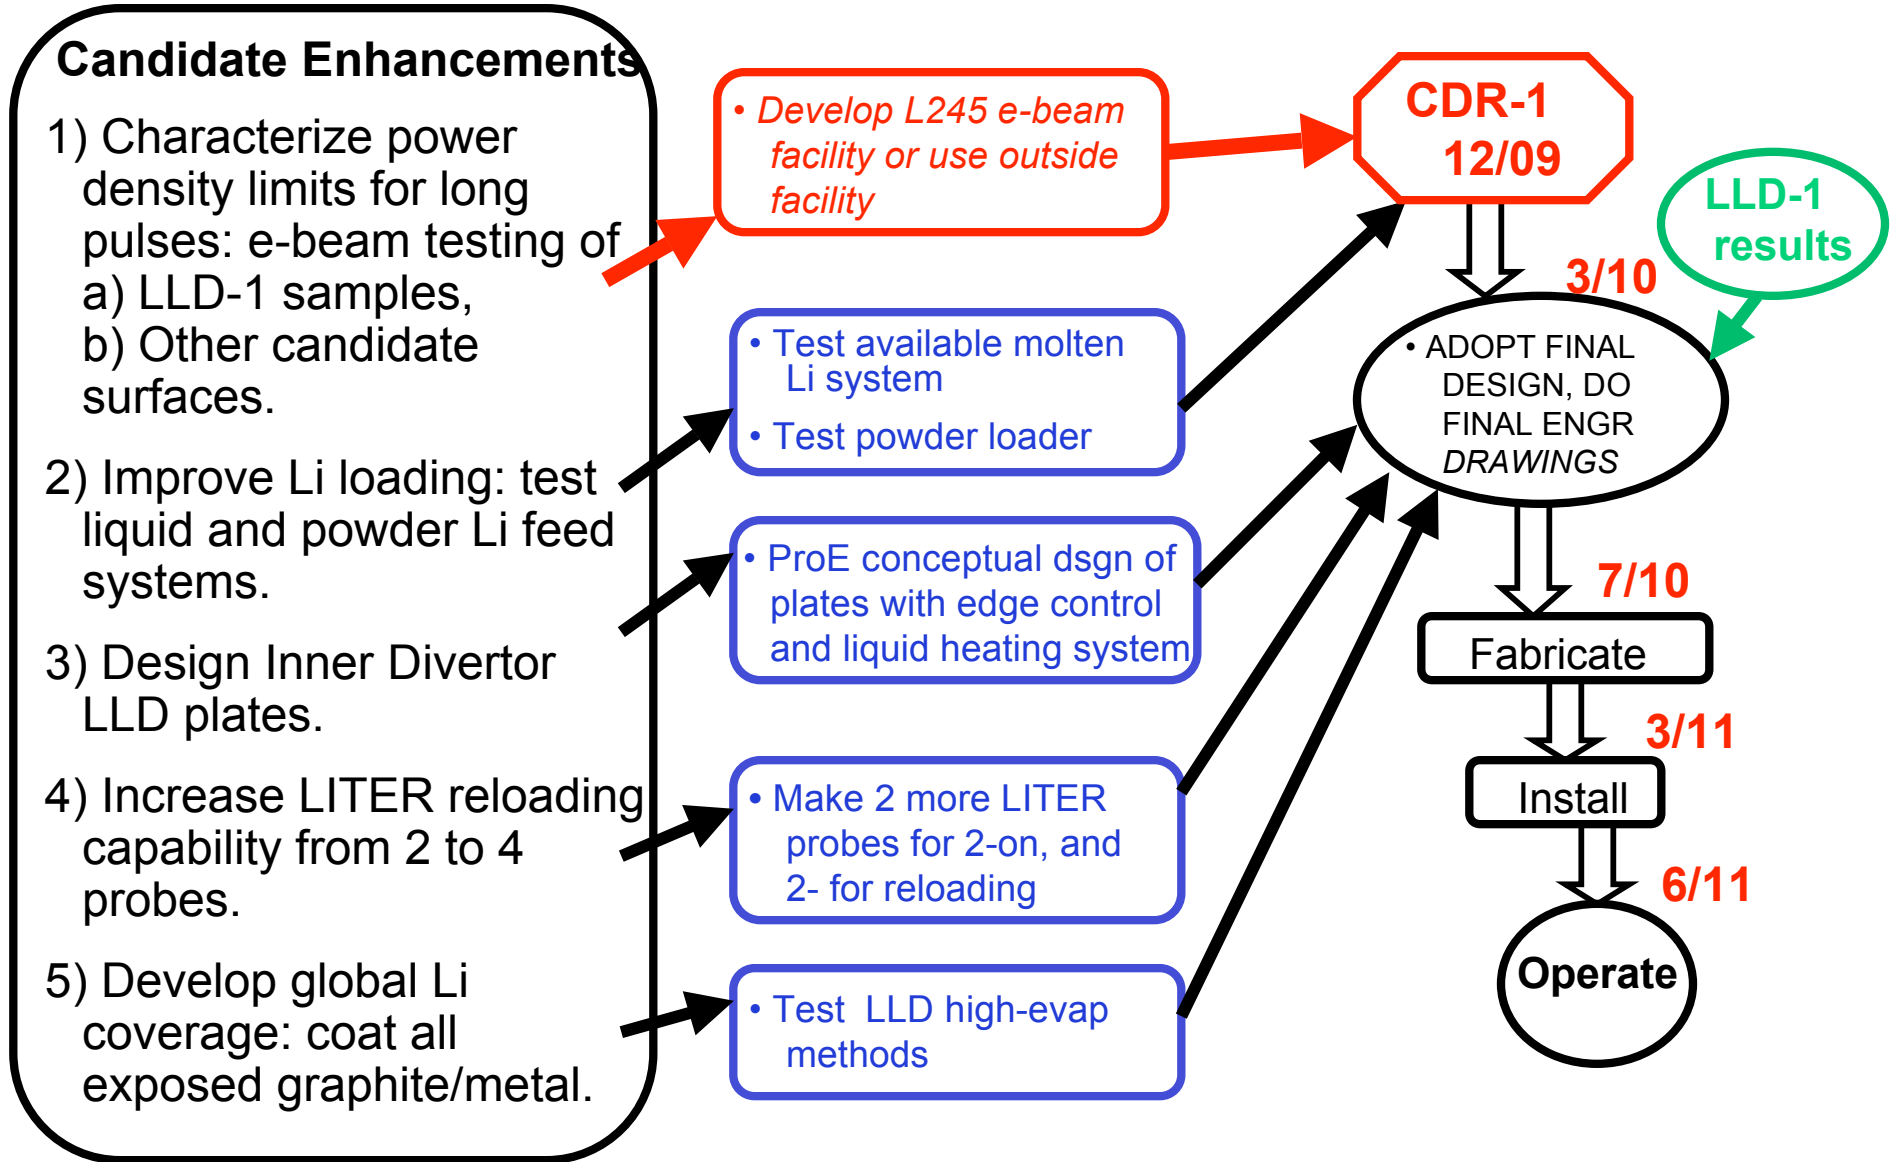 Candidate Enhancements
1) Characterize power
density limits for long
pulses: e-beam testing of
a) LLD-1 samples,
b) Other candidate
surfaces.
2) Improve Li loading: test
liquid and powder Li feed
systems.
3) Design Inner Divertor
LLD plates.
4) Increase LITER reloading
capability from 2 to 4
probes.
5) Develop global Li
coverage: coat all
exposed graphite/metal.
• Develop L245 e-beam
facility or use outside
facility
• Test available molten
Li system
• Test powder loader
• ProE conceptual dsgn of
plates with edge control
and liquid heating system
• Make 2 more LITER
probes for 2-on, and
2- for reloading
• Test LLD high-evap
methods
CDR-1
12/09
LLD-1
results
3/10
• ADOPT FINAL
DESIGN, DO
FINAL ENGR
DRAWINGS
7/10
Fabricate
3/11
Install
6/11
Operate